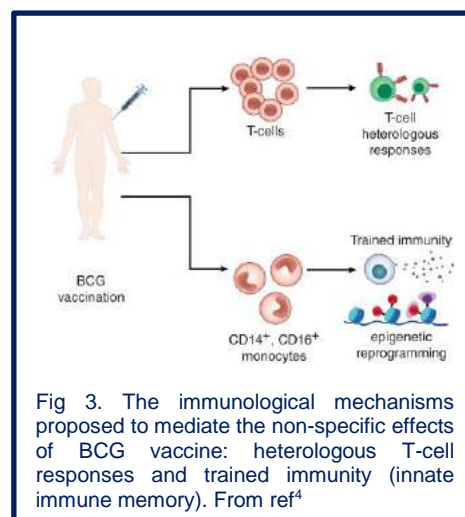 T-cells
T-cell
heterologous
responses
BCG
vaccination
CD14+, CD16+
monocytes
Trained immunity
epigenetic
reprogramming
Fig 3. The immunological mechanisms
proposed to mediate the non-specific effects
of BCG vaccine: heterologous T-cell
responses and trained immunity (innate
immune memory). From ref⁴